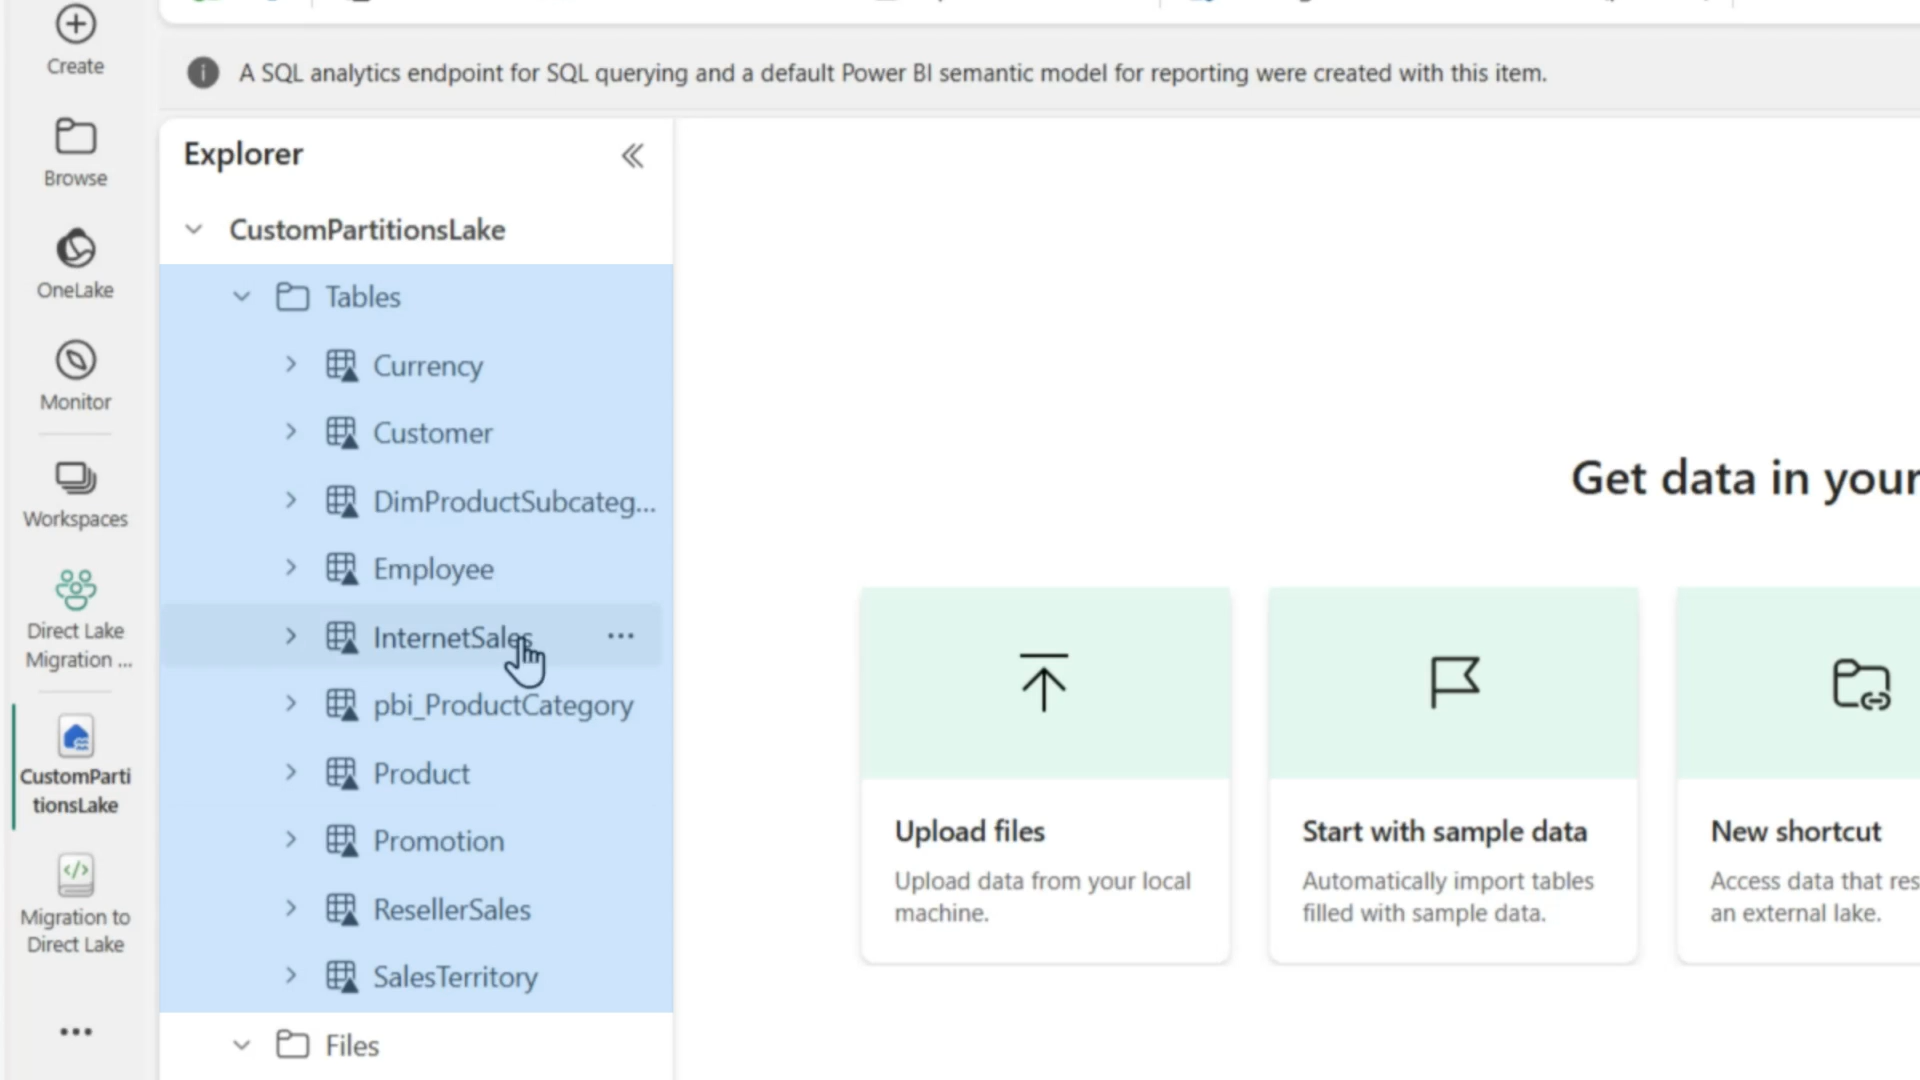 Create
Browse
OneLake
Monitor
Workspaces
Direct Lake
Migration ...
CustomParti
tionsLake
Migration to
Direct Lake
A SQL analytics endpoint for SQL querying and a default Power BI semantic model for reporting were created with this item.
Explorer
CustomPartitionsLake
Tables
Currency
Customer
DimProductSubcateg...
Employee
InternetSales
pbi_ProductCategory
Product
Promotion
ResellerSales
SalesTerritory
Files
Get data in your
Upload files
Upload data from your local
machine.
Start with sample data
Automatically import tables
filled with sample data.
New shortcut
Access data that res
an external lake.